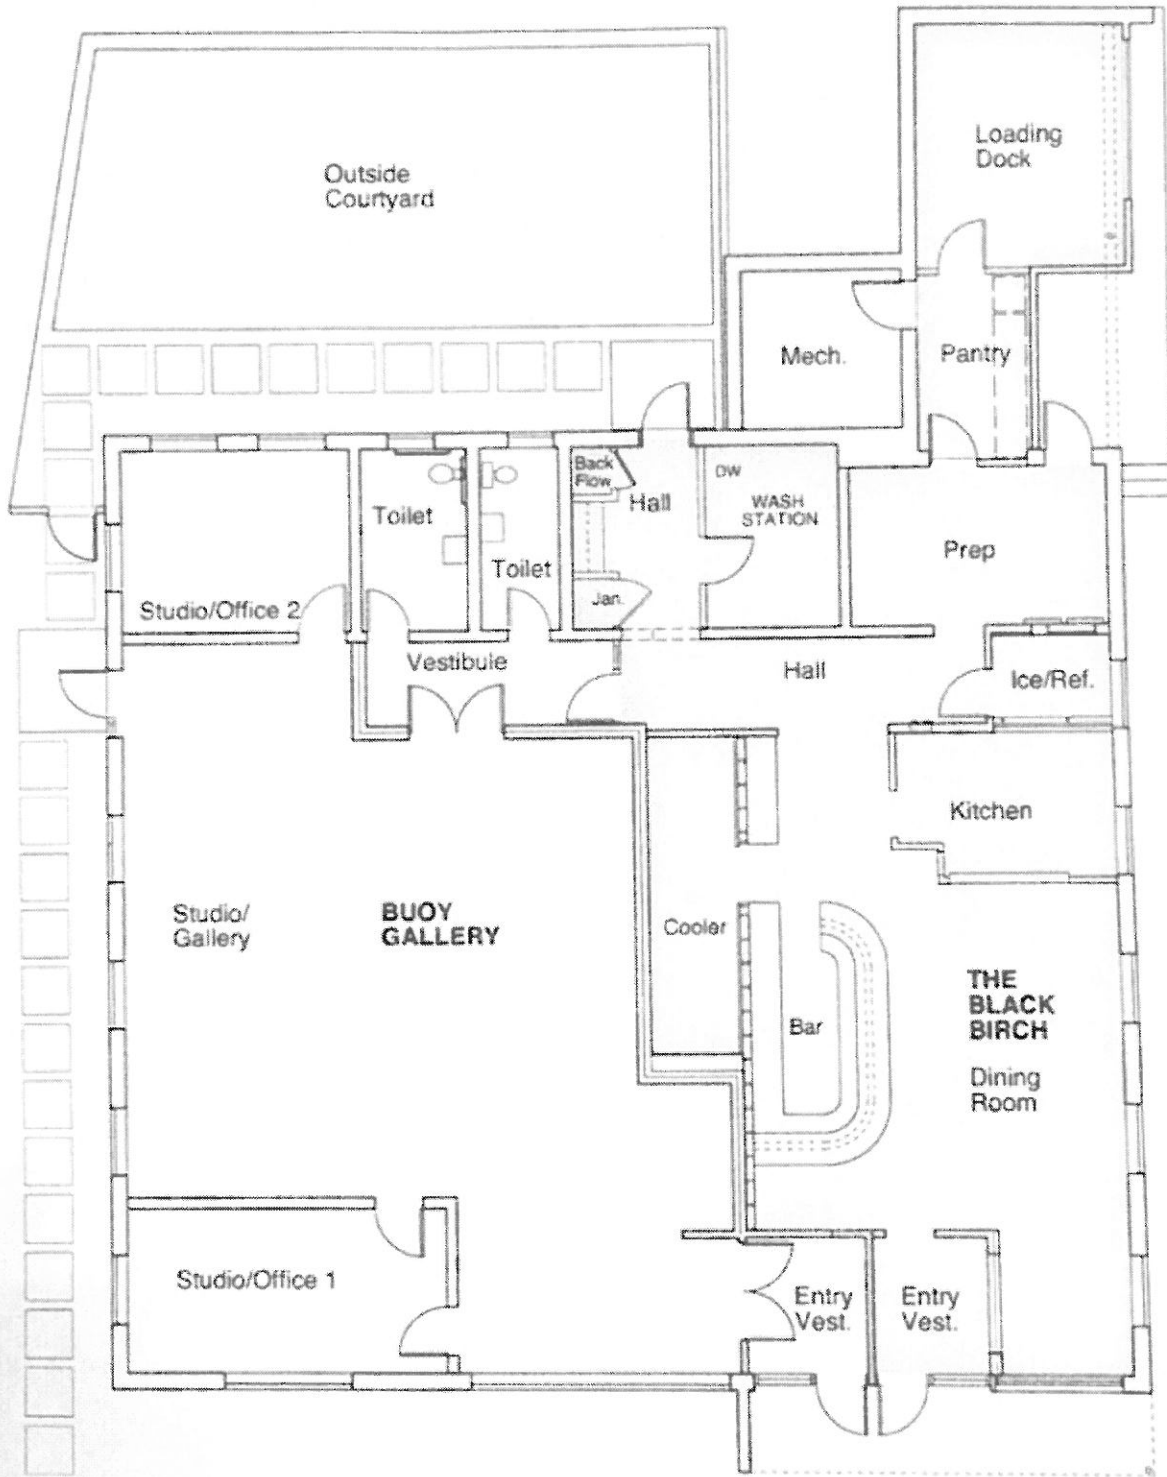 Outside
Courtyard
Loading
Dock
Mech.
Pantry
Back
Flow
Hall
DW
WASH
STATION
Toilet
Toilet
Prep
Studio/Office 2
Jan.
Vestibule
Hall
Ice/Ref.
Kitchen
Studio/
Gallery
BUOY
GALLERY
Cooler
Bar
THE
BLACK
BIRCH
Dining
Room
Studio/Office 1
Entry
Vest.
Entry
Vest.